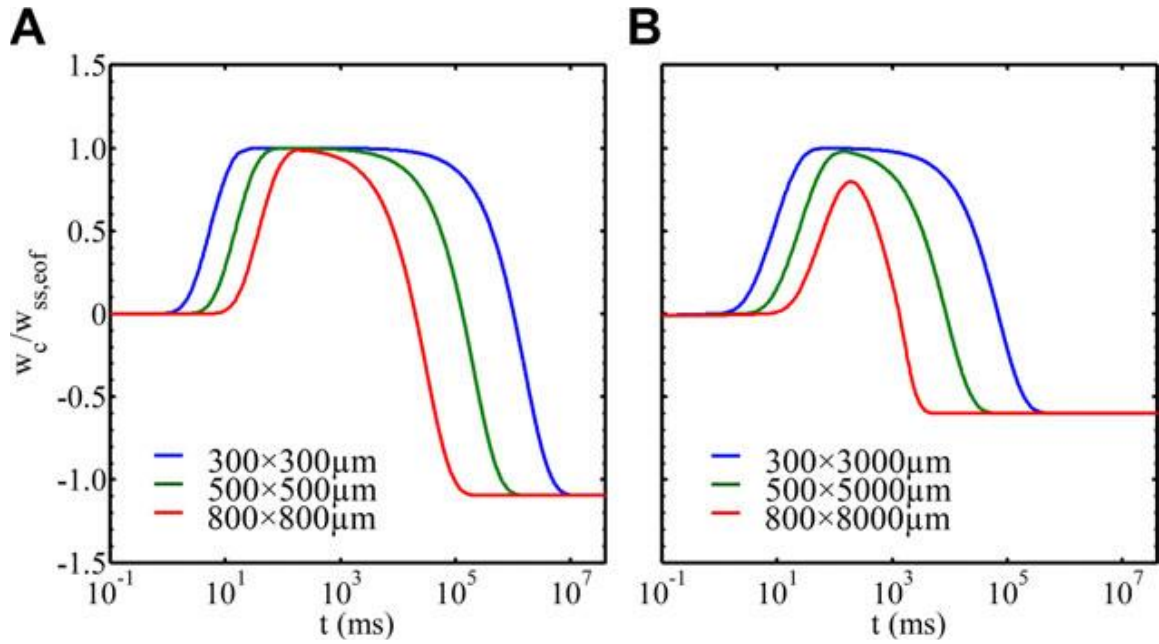 A
B
1.5
1.0
0.5
0
-0.5
-1.0
-1.5
w_c/w_ss,eof
300×300µm
500×500µm
800×800µm
300×3000µm
500×5000µm
800×8000µm
10^-1 10^1 10^3 10^5 10^7
10^-1 10^1 10^3 10^5 10^7
t (ms)
t (ms)